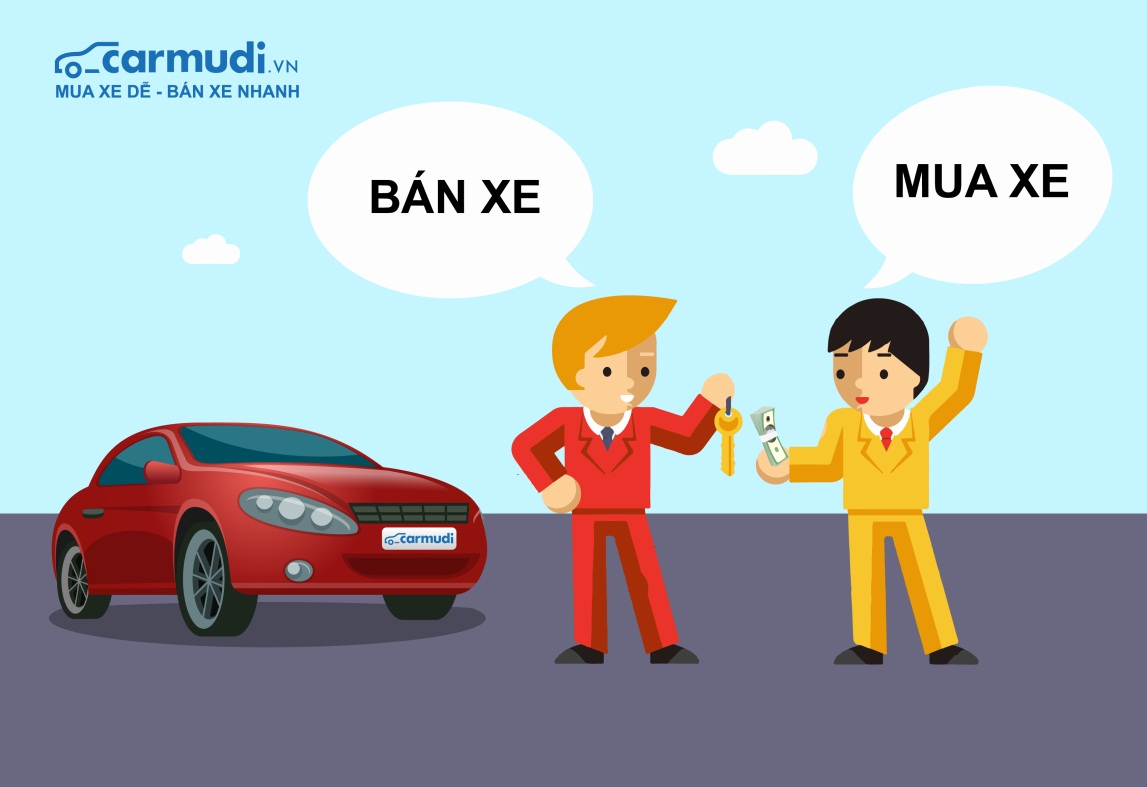 carmudi.VN
MUA XE DỄ - BÁN XE NHANH
BÁN XE
MUA XE
carmudi